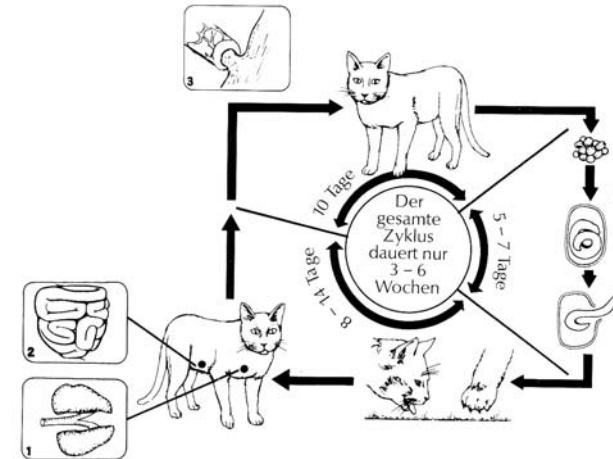 3
10 Tage
Der
gesamte
Zyklus
dauert nur
3 – 6
Wochen
5 – 7 Tage
8 – 14 Tage
2
1